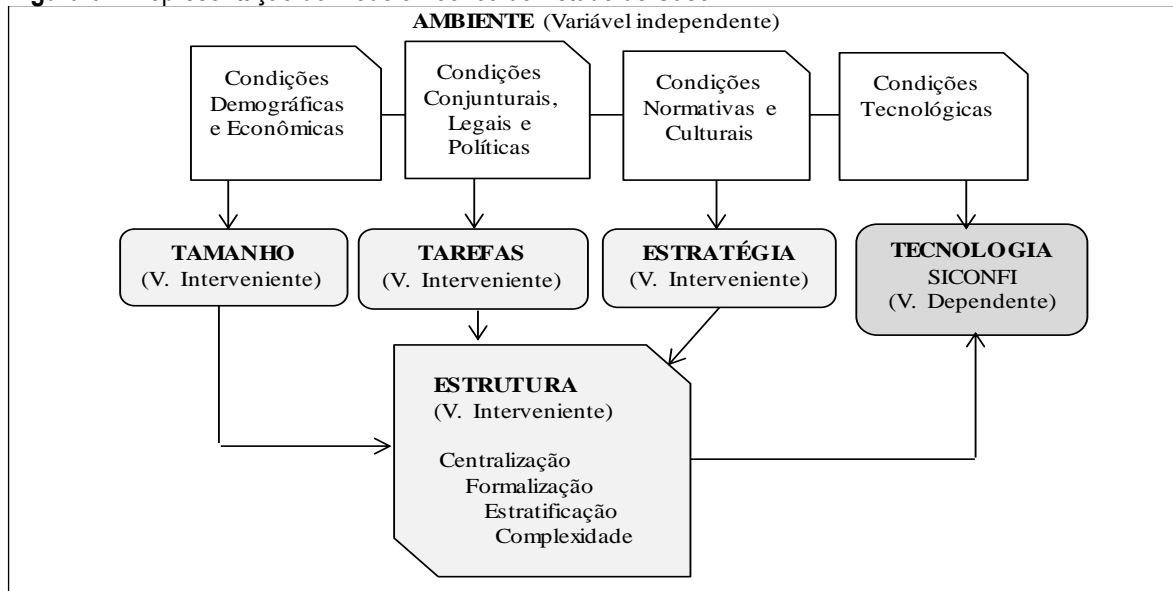 AMBIENTE (Variável independente)
Condições
Demográficas
e Econômicas
Condições
Conjunturais,
Legais e
Políticas
Condições
Normativas e
Culturais
Condições
Tecnológicas
TAMANHO
(V. Interveniente)
TAREFAS
(V. Interveniente)
ESTRATÉGIA
(V. Interveniente)
TECNOLOGIA
SICONFI
(V. Dependente)
ESTRUTURA
(V. Interveniente)
Centralização
Formalização
Estratificação
Complexidade